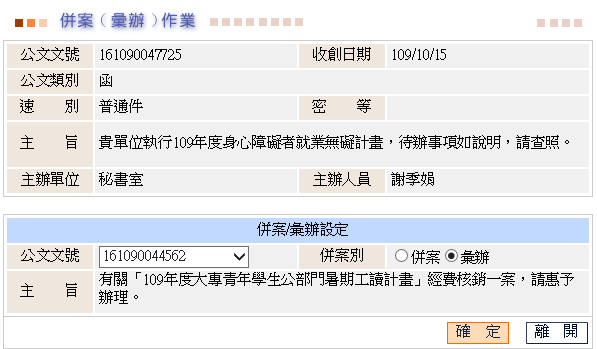 併案（彙辦）作業
公文文號 161090047725 收創日期 109/10/15
公文類別 函
速　別 普通件 密　等
主　旨 貴單位執行109年度身心障礙者就業無礙計畫，待辦事項如說明，請查照。
主辦單位 秘書室 主辦人員 謝季娟
併案/彙辦設定
公文文號 161090044562 併案別 併案 彙辦
主　旨 有關「109年度大專青年學生公部門暑期工讀計畫」經費核銷一案，請惠予
辦理。
確 定 離 開